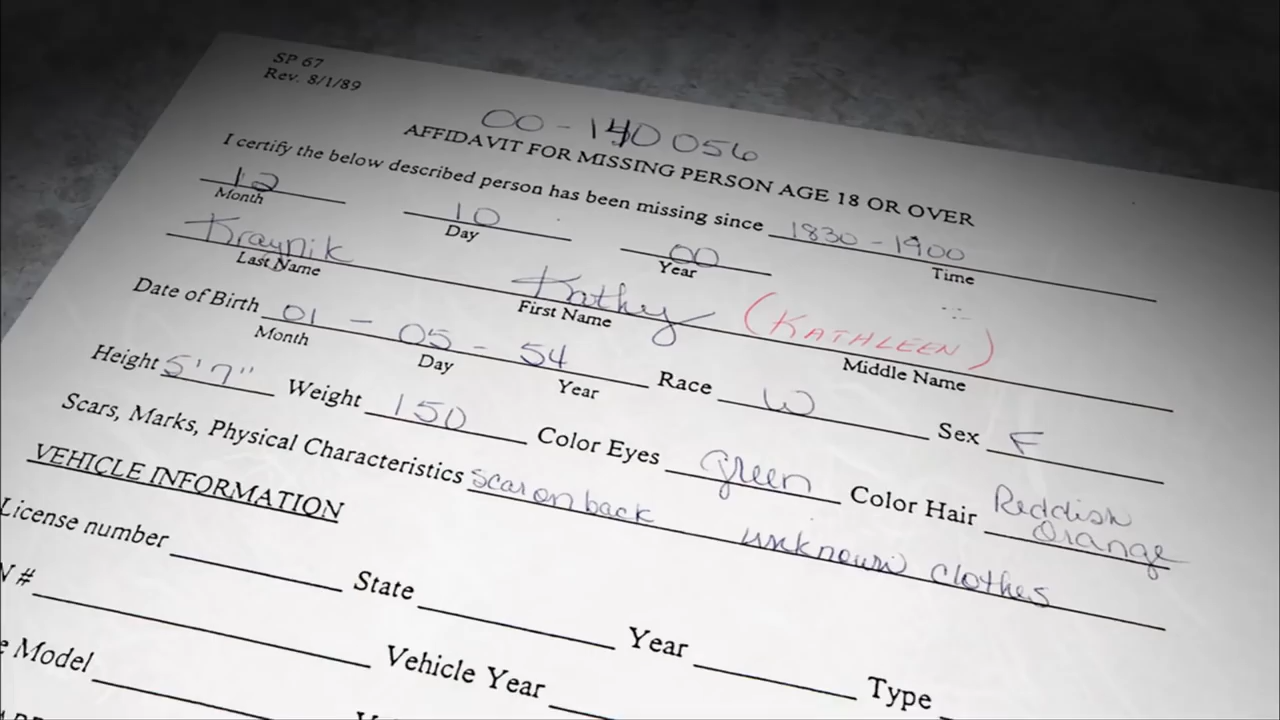 SP 67
Rev. 8/1/89
00-140056
AFFIDAVIT FOR MISSING PERSON AGE 18 OR OVER
I certify the below described person has been missing since 1830-1900
Time
12 10 00
Month Day Year
Kraynik Kathy (KATHLEEN)
Last Name First Name Middle Name
Date of Birth 01 - 05 - 54 Race W Sex F
Month Day Year
Height 5'7" Weight 150 Color Eyes green Color Hair Reddish Orange
Scars, Marks, Physical Characteristics scar on back unknown clothes
VEHICLE INFORMATION
License number State Year Type
N #
Model Vehicle Year